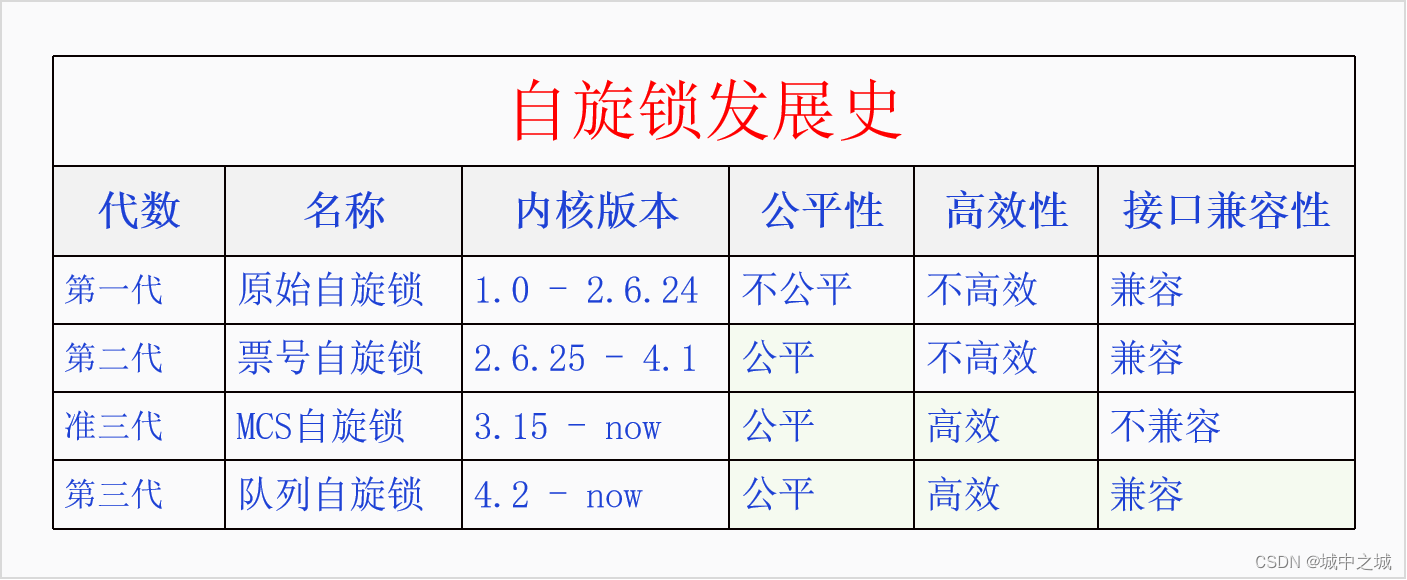 自旋锁发展史
代数 名称 内核版本 公平性 高效性 接口兼容性
第一代 原始自旋锁 1.0 - 2.6.24 不公平 不高效 兼容
第二代 票号自旋锁 2.6.25 - 4.1 公平 不高效 兼容
准三代 MCS自旋锁 3.15 - now 公平 高效 不兼容
第三代 队列自旋锁 4.2 - now 公平 高效 兼容
CSDN @城中之城